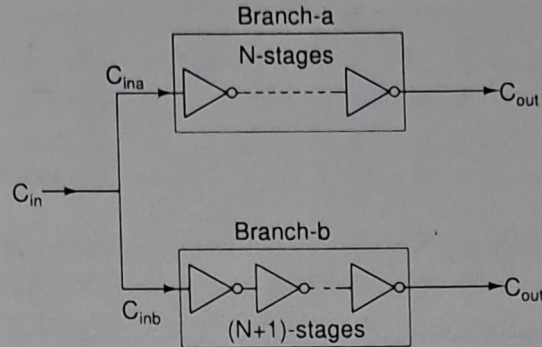 Branch-a
N-stages
C_ina
C_out
C_in
Branch-b
C_inb
C_out
(N+1)-stages